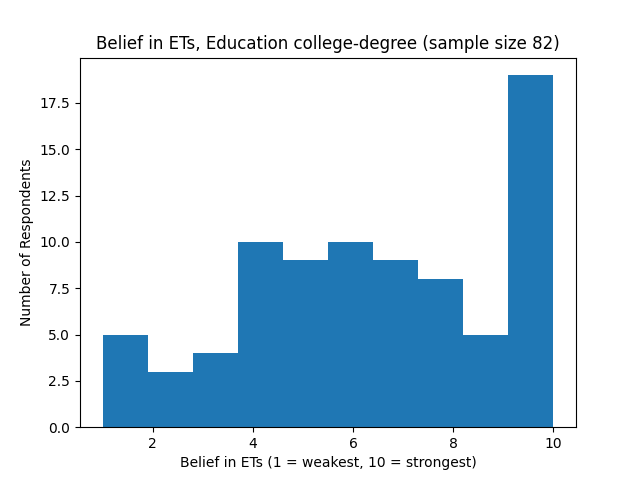 Belief in ETs, Education college-degree (sample size 82)
Number of Respondents
17.5
15.0
12.5
10.0
7.5
5.0
2.5
0.0
2 4 6 8 10
Belief in ETs (1 = weakest, 10 = strongest)